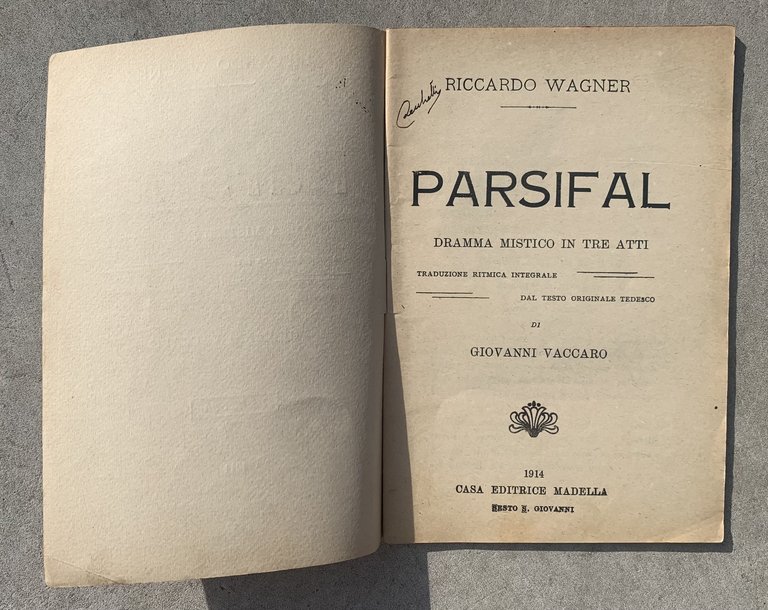 RICCARDO WAGNER
PARSIFAL
DRAMMA MISTICO IN TRE ATTI
TRADUZIONE RITMICA INTEGRALE
DAL TESTO ORIGINALE TEDESCO
DI
GIOVANNI VACCARO
1914
CASA EDITRICE MADELLA
SESTO S. GIOVANNI